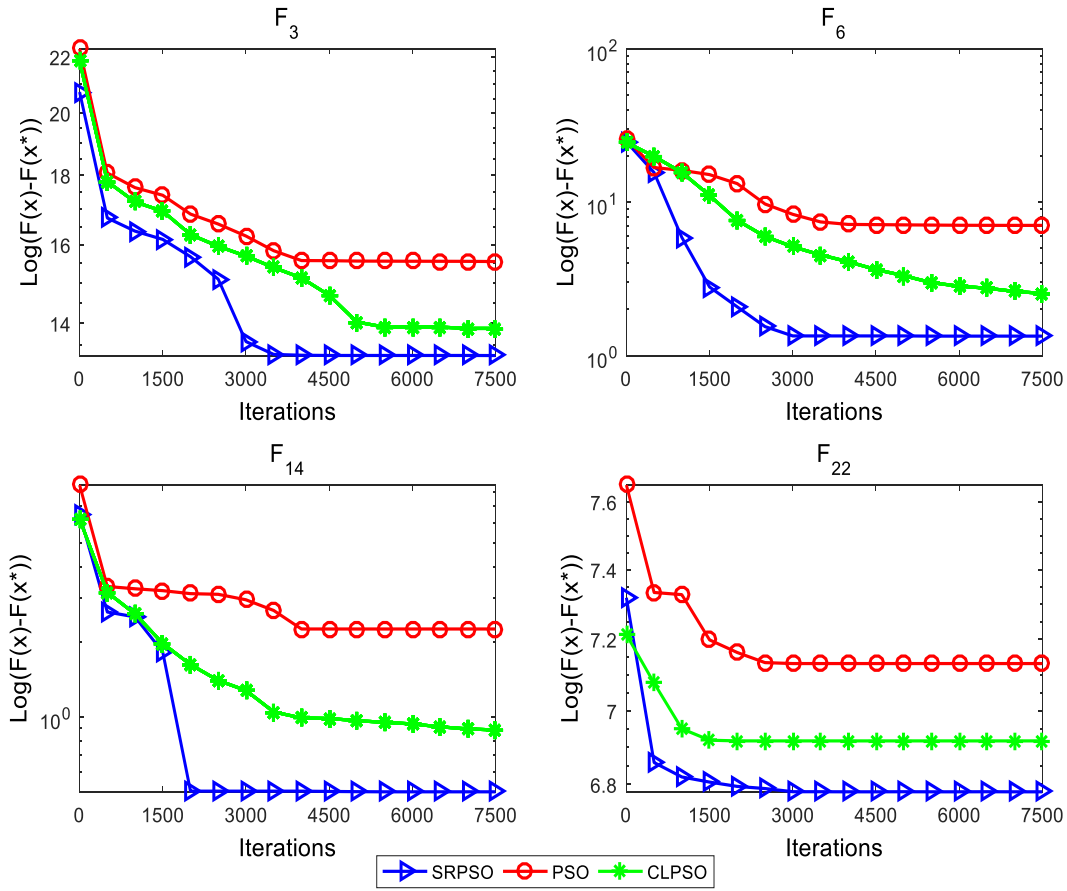 F3
Log(F(x)-F(x*))
22
20
18
16
14
0 1500 3000 4500 6000 7500
Iterations
F6
Log(F(x)-F(x*))
10^2
10^1
10^0
0 1500 3000 4500 6000 7500
Iterations
F14
Log(F(x)-F(x*))
10^0
0 1500 3000 4500 6000 7500
Iterations
F22
Log(F(x)-F(x*))
7.6
7.4
7.2
7
6.8
0 1500 3000 4500 6000 7500
Iterations
SRPSO PSO CLPSO